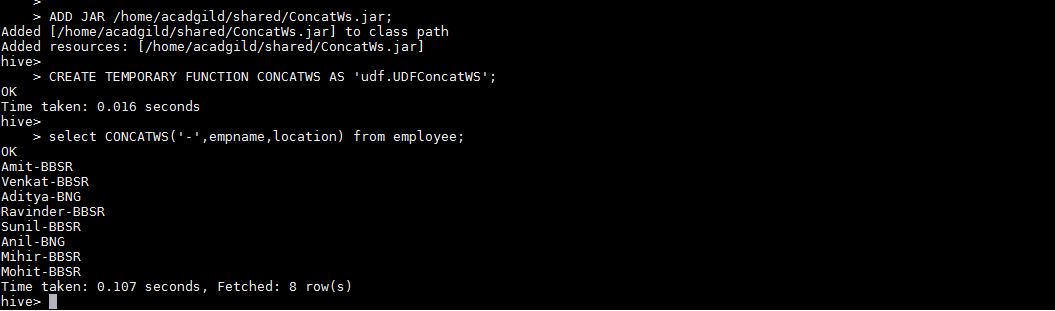 >
> ADD JAR /home/acadgild/shared/ConcatWs.jar;
Added [/home/acadgild/shared/ConcatWs.jar] to class path
Added resources: [/home/acadgild/shared/ConcatWs.jar]
hive>
> CREATE TEMPORARY FUNCTION CONCATWS AS 'udf.UDFConcatWS';
OK
Time taken: 0.016 seconds
hive>
> select CONCATWS('-',empname,location) from employee;
OK
Amit-BBSR
Venkat-BBSR
Aditya-BNG
Ravinder-BBSR
Sunil-BBSR
Anil-BNG
Mihir-BBSR
Mohit-BBSR
Time taken: 0.107 seconds, Fetched: 8 row(s)
hive>